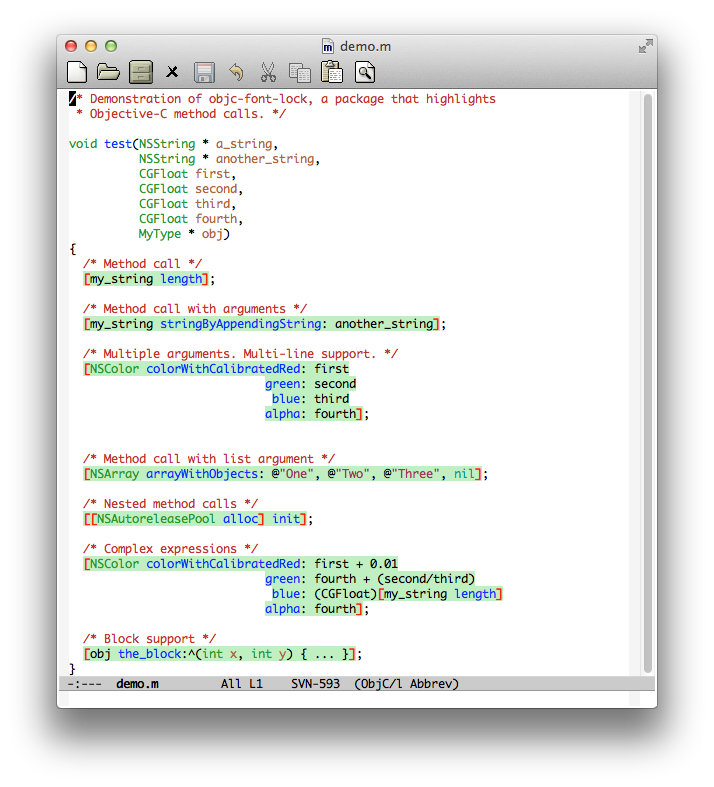 demo.m
/* Demonstration of objc-font-lock, a package that highlights
 * Objective-C method calls. */
void test(NSString * a_string,
          NSString * another_string,
          CGFloat first,
          CGFloat second,
          CGFloat third,
          CGFloat fourth,
          MyType * obj)
{
  /* Method call */
  [my_string length];
  /* Method call with arguments */
  [my_string stringByAppendingString: another_string];
  /* Multiple arguments. Multi-line support. */
  [NSColor colorWithCalibratedRed: first
                            green: second
                             blue: third
                            alpha: fourth];
  /* Method call with list argument */
  [NSArray arrayWithObjects: @"One", @"Two", @"Three", nil];
  /* Nested method calls */
  [[NSAutoreleasePool alloc] init];
  /* Complex expressions */
  [NSColor colorWithCalibratedRed: first + 0.01
                            green: fourth + (second/third)
                             blue: (CGFloat)[my_string length]
                            alpha: fourth];
  /* Block support */
  [obj the_block:^(int x, int y) { ... }];
}
-:---  demo.m         All L1    SVN-593  (ObjC/l Abbrev)